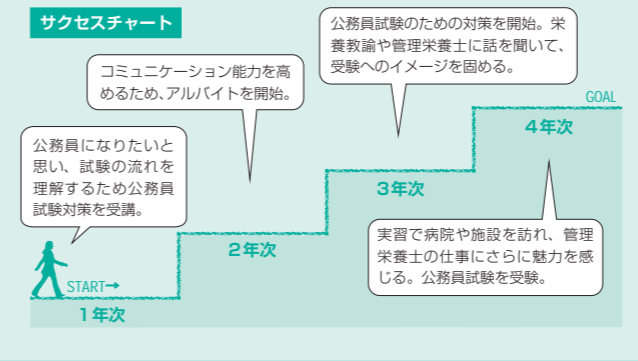 サクセスチャート
公務員になりたいと
思い、試験の流れを
理解するため公務員
試験対策を受講。
START→
1年次
コミュニケーション能力を高
めるため、アルバイトを開始。
2年次
公務員試験のための対策を開始。栄
養教諭や管理栄養士に話を聞いて、
受験へのイメージを固める。
3年次
GOAL
4年次
実習で病院や施設を訪れ、管理
栄養士の仕事にさらに魅力を感
じる。公務員試験を受験。